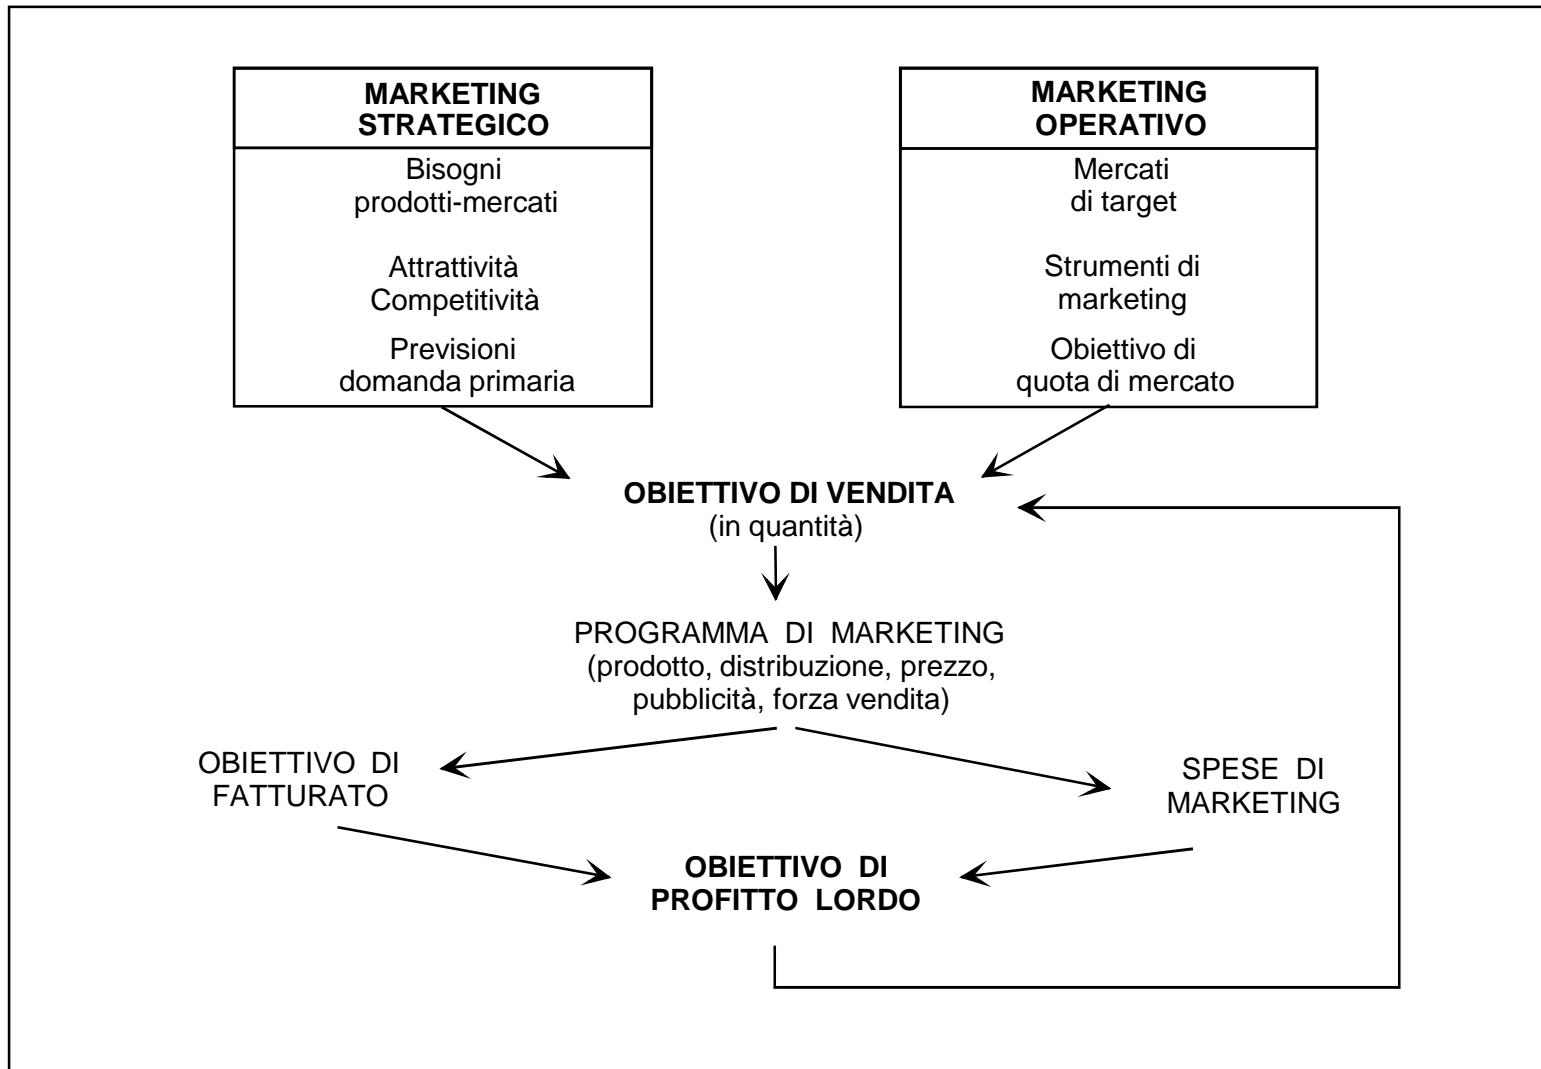 MARKETING
STRATEGICO
Bisogni
prodotti-mercati
Attrattività
Competitività
Previsioni
domanda primaria
MARKETING
OPERATIVO
Mercati
di target
Strumenti di
marketing
Obiettivo di
quota di mercato
OBIETTIVO DI VENDITA
(in quantità)
PROGRAMMA DI MARKETING
(prodotto, distribuzione, prezzo,
pubblicità, forza vendita)
OBIETTIVO DI
FATTURATO
SPESE DI
MARKETING
OBIETTIVO DI
PROFITTO LORDO